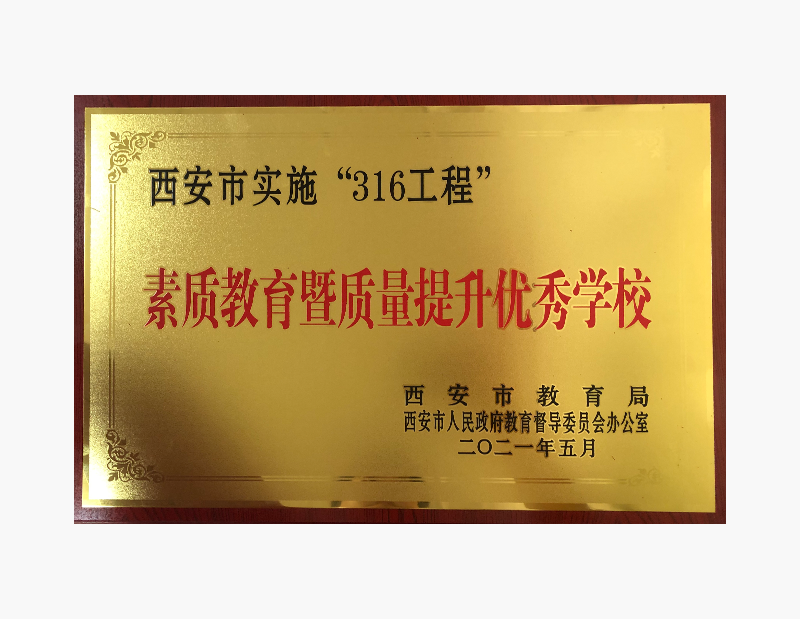 西安市实施“316工程”
素质教育暨质量提升优秀学校
西安市教育局
西安市人民政府教育督导委员会办公室
二〇二一年五月